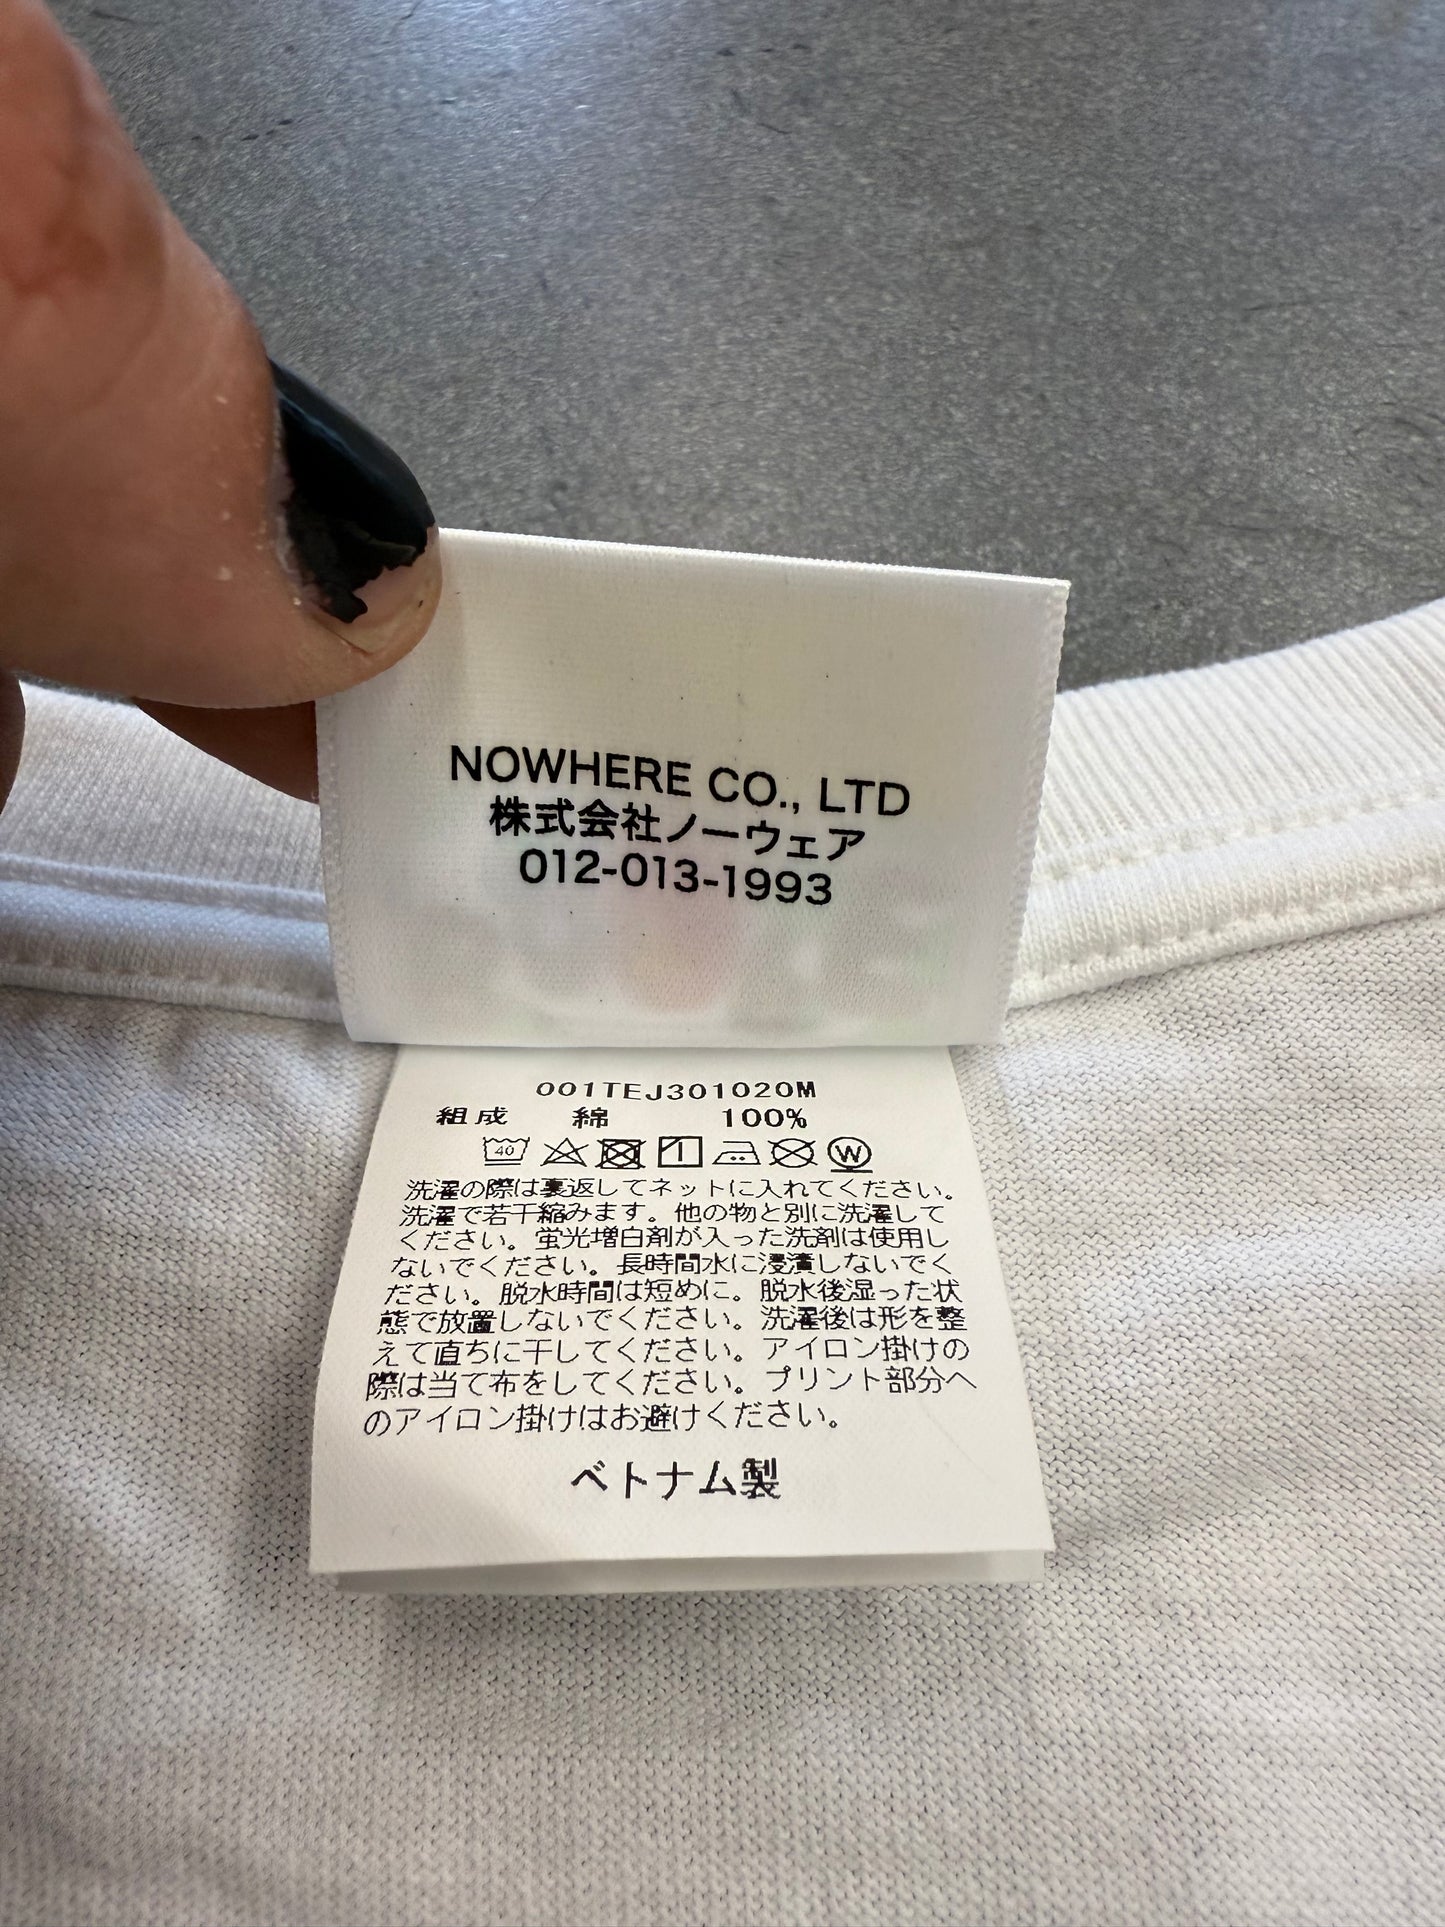 NOWHERE CO., LTD
株式会社ノーウェア
012-013-1993
001TEJ301020M
組成 綿 100%
40 W
洗濯の際は裏返してネットに入れてください。
洗濯で若干縮みます。他の物と別に洗濯して
ください。蛍光増白剤が入った洗剤は使用し
ないでください。長時間水に浸漬しないでく
ださい。脱水時間は短めに。脱水後湿った状
態で放置しないでください。洗濯後は形を整
えて直ちに干してください。アイロン掛けの
際は当て布をしてください。プリント部分へ
のアイロン掛けはお避けください。
ベトナム製